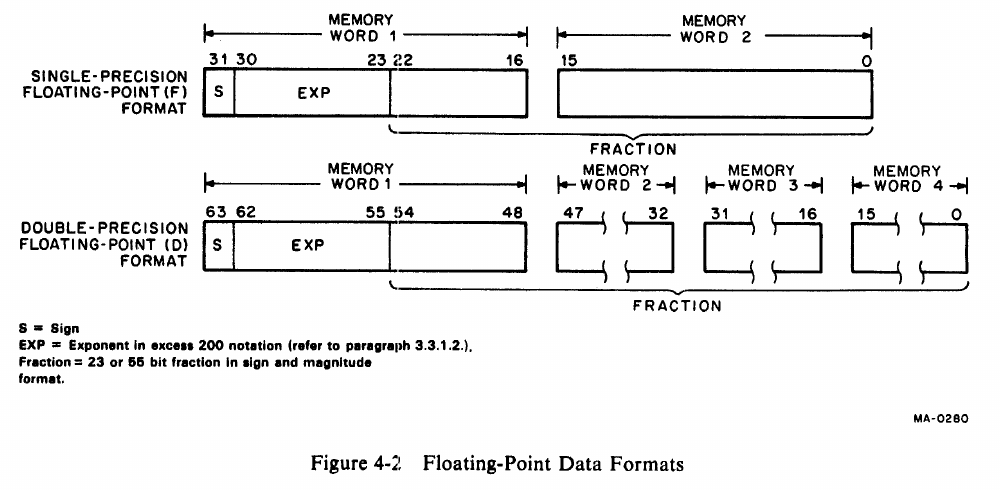 MEMORY
WORD 1
MEMORY
WORD 2
31 30 23 22 16 15 0
SINGLE-PRECISION
FLOATING-POINT (F)
FORMAT
S EXP
FRACTION
MEMORY
WORD 1
MEMORY
WORD 2
MEMORY
WORD 3
MEMORY
WORD 4
63 62 55 54 48 47 32 31 16 15 0
DOUBLE-PRECISION
FLOATING-POINT (D)
FORMAT
S EXP
FRACTION
S = Sign
EXP = Exponent in excess 200 notation (refer to paragraph 3.3.1.2.).
Fraction = 23 or 55 bit fraction in sign and magnitude
format.
MA-0280
Figure 4-2 Floating-Point Data Formats